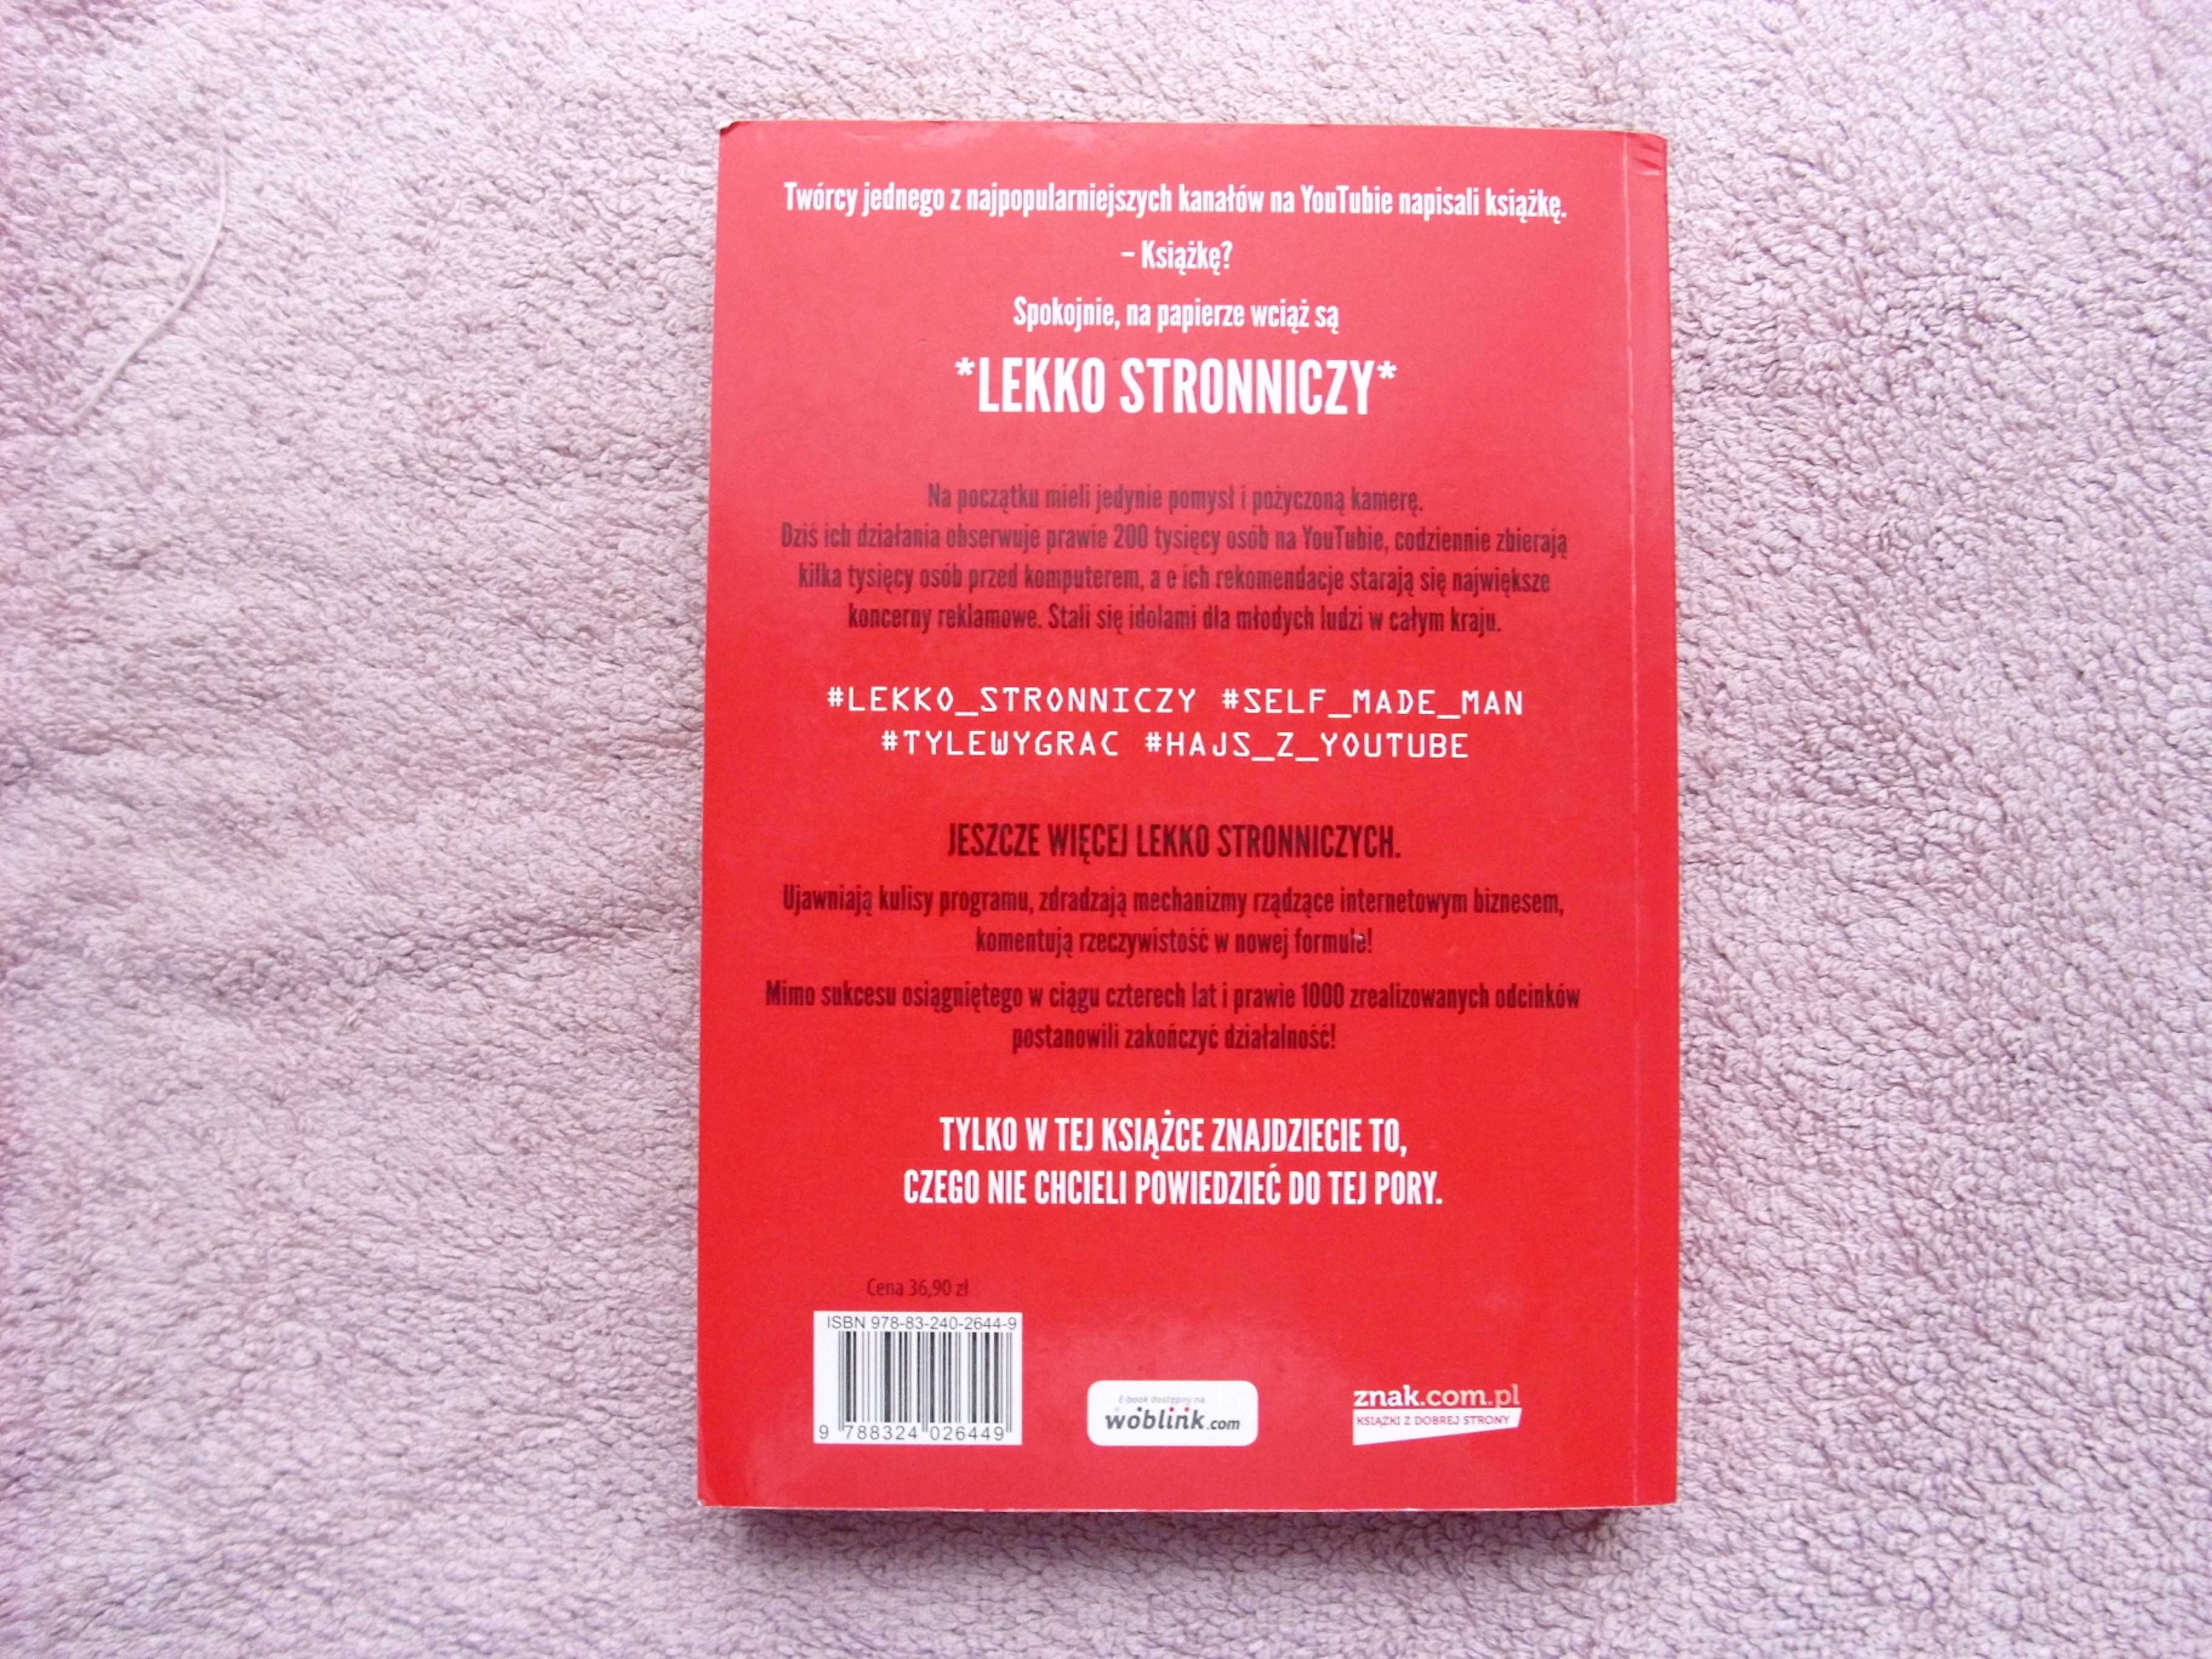 Twórcy jednego z najpopularniejszych kanałów na YouTubie napisali książkę.
– Książkę?
Spokojnie, na papierze wciąż są
*LEKKO STRONNICZY*
Na początku mieli jedynie pomysł i pożyczoną kamerę.
Dziś ich działania obserwuje prawie 200 tysięcy osób na YouTubie, codziennie zbierają
kilka tysięcy osób przed komputerem, a o ich rekomendacje starają się największe
koncerny reklamowe. Stali się idolami dla młodych ludzi w całym kraju.
#LEKKO_STRONNICZY #SELF_MADE_MAN
#TYLEWYGRAC #HAJS_Z_YOUTUBE
JESZCZE WIĘCEJ LEKKO STRONNICZYCH.
Ujawniają kulisy programu, zdradzają mechanizmy rządzące internetowym biznesem,
komentują rzeczywistość w nowej formule!
Mimo sukcesu osiągniętego w ciągu czterech lat i prawie 1000 zrealizowanych odcinków
postanowili zakończyć działalność!
TYLKO W TEJ KSIĄŻCE ZNAJDZIECIE TO,
CZEGO NIE CHCIELI POWIEDZIEĆ DO TEJ PORY.
Cena 36,90 zł
ISBN 978-83-240-2644-9
9 788324 026449
E-book dostępny na
woblink.com
znak.com.pl
KSIĄŻKI Z DOBREJ STRONY